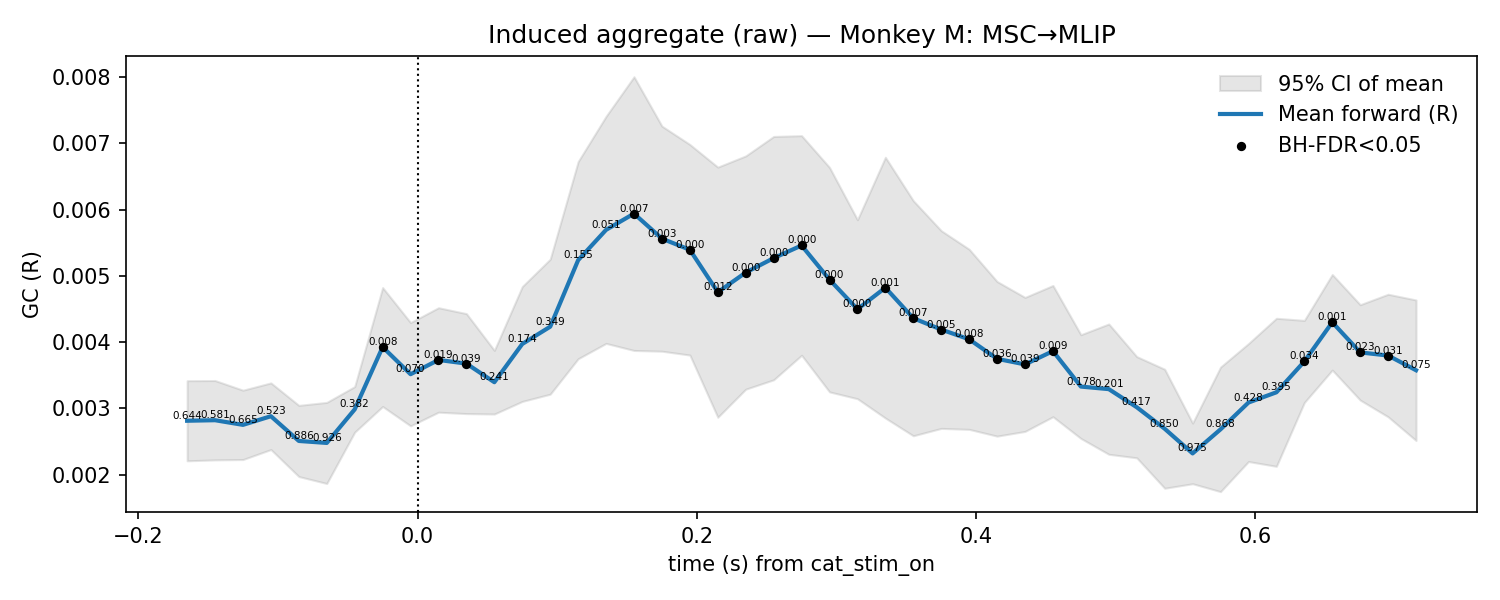 Induced aggregate (raw) — Monkey M: MSC→MLIP
GC (R)
0.008
0.007
0.006
0.005
0.004
0.003
0.002
95% CI of mean
Mean forward (R)
BH-FDR<0.05
0.644 0.581 0.665 0.523 0.886 0.926 0.382 0.008 0.070 0.019 0.039 0.241 0.174 0.349 0.155 0.051 0.007 0.003 0.000 0.012 0.000 0.000 0.000 0.000 0.000 0.001 0.007 0.005 0.008 0.036 0.039 0.009 0.178 0.201 0.417 0.850 0.975 0.868 0.428 0.395 0.034 0.001 0.023 0.031 0.075
−0.2 0.0 0.2 0.4 0.6
time (s) from cat_stim_on